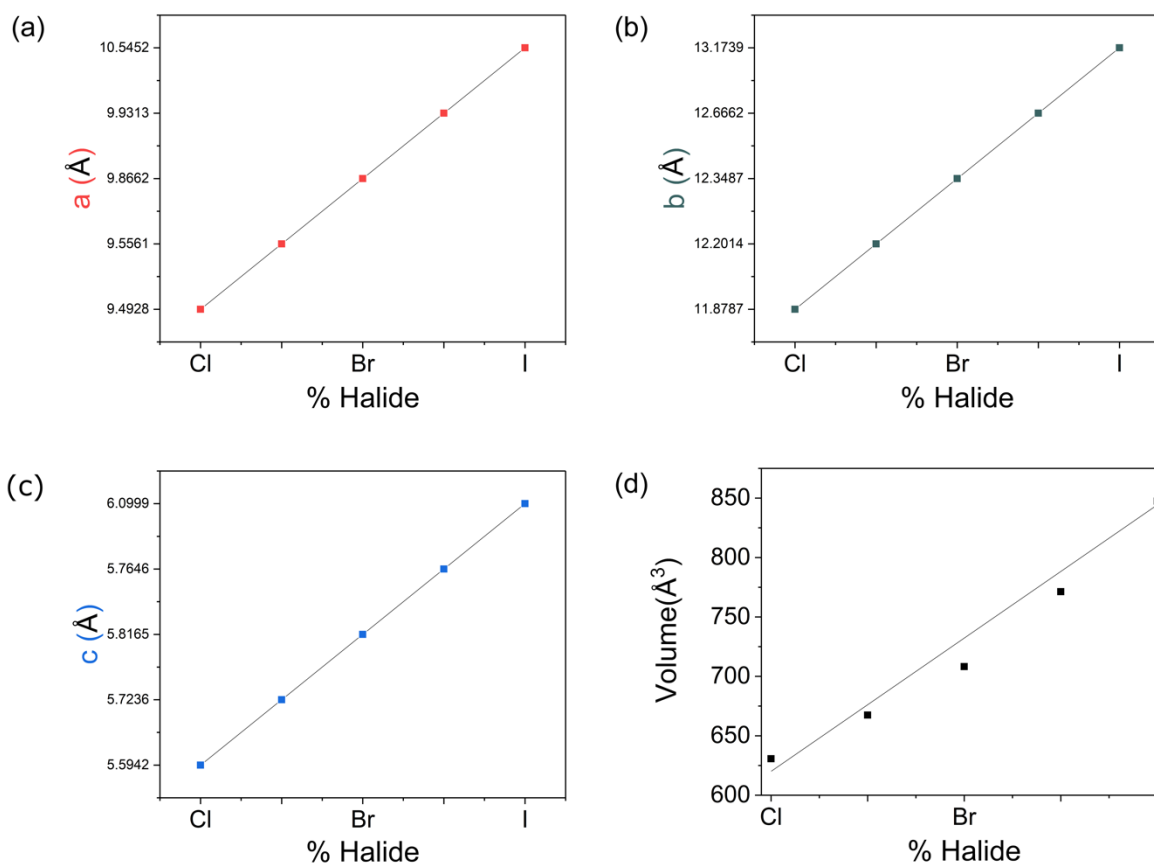 (a)
10.5452
9.9313
9.8662
9.5561
9.4928
a (Å)
Cl
Br
I
% Halide
(b)
13.1739
12.6662
12.3487
12.2014
11.8787
b (Å)
Cl
Br
I
% Halide
(c)
6.0999
5.7646
5.8165
5.7236
5.5942
c (Å)
Cl
Br
I
% Halide
(d)
850
800
750
700
650
600
Volume(Å³)
Cl
Br
% Halide